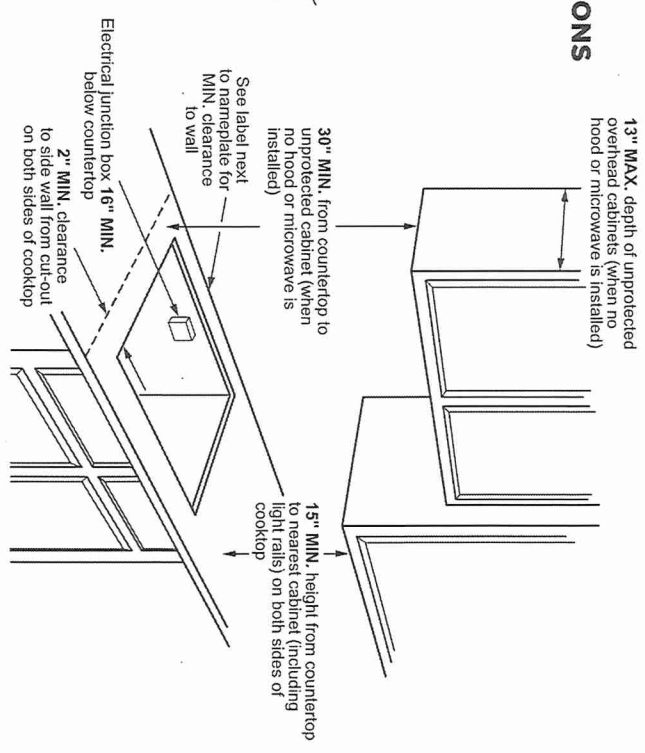 ONS
13" MAX. depth of unprotected
overhead cabinets (when no
hood or microwave is installed)
30" MIN. from countertop to
unprotected cabinet (when
no hood or microwave is
installed)
See label next
to nameplate for
MIN. clearance
to wall
Electrical junction box 16" MIN.
below countertop
2" MIN. clearance
to side wall from cut-out
on both sides of cooktop
15" MIN. height from countertop
to nearest cabinet (including
light rails) on both sides of
cooktop